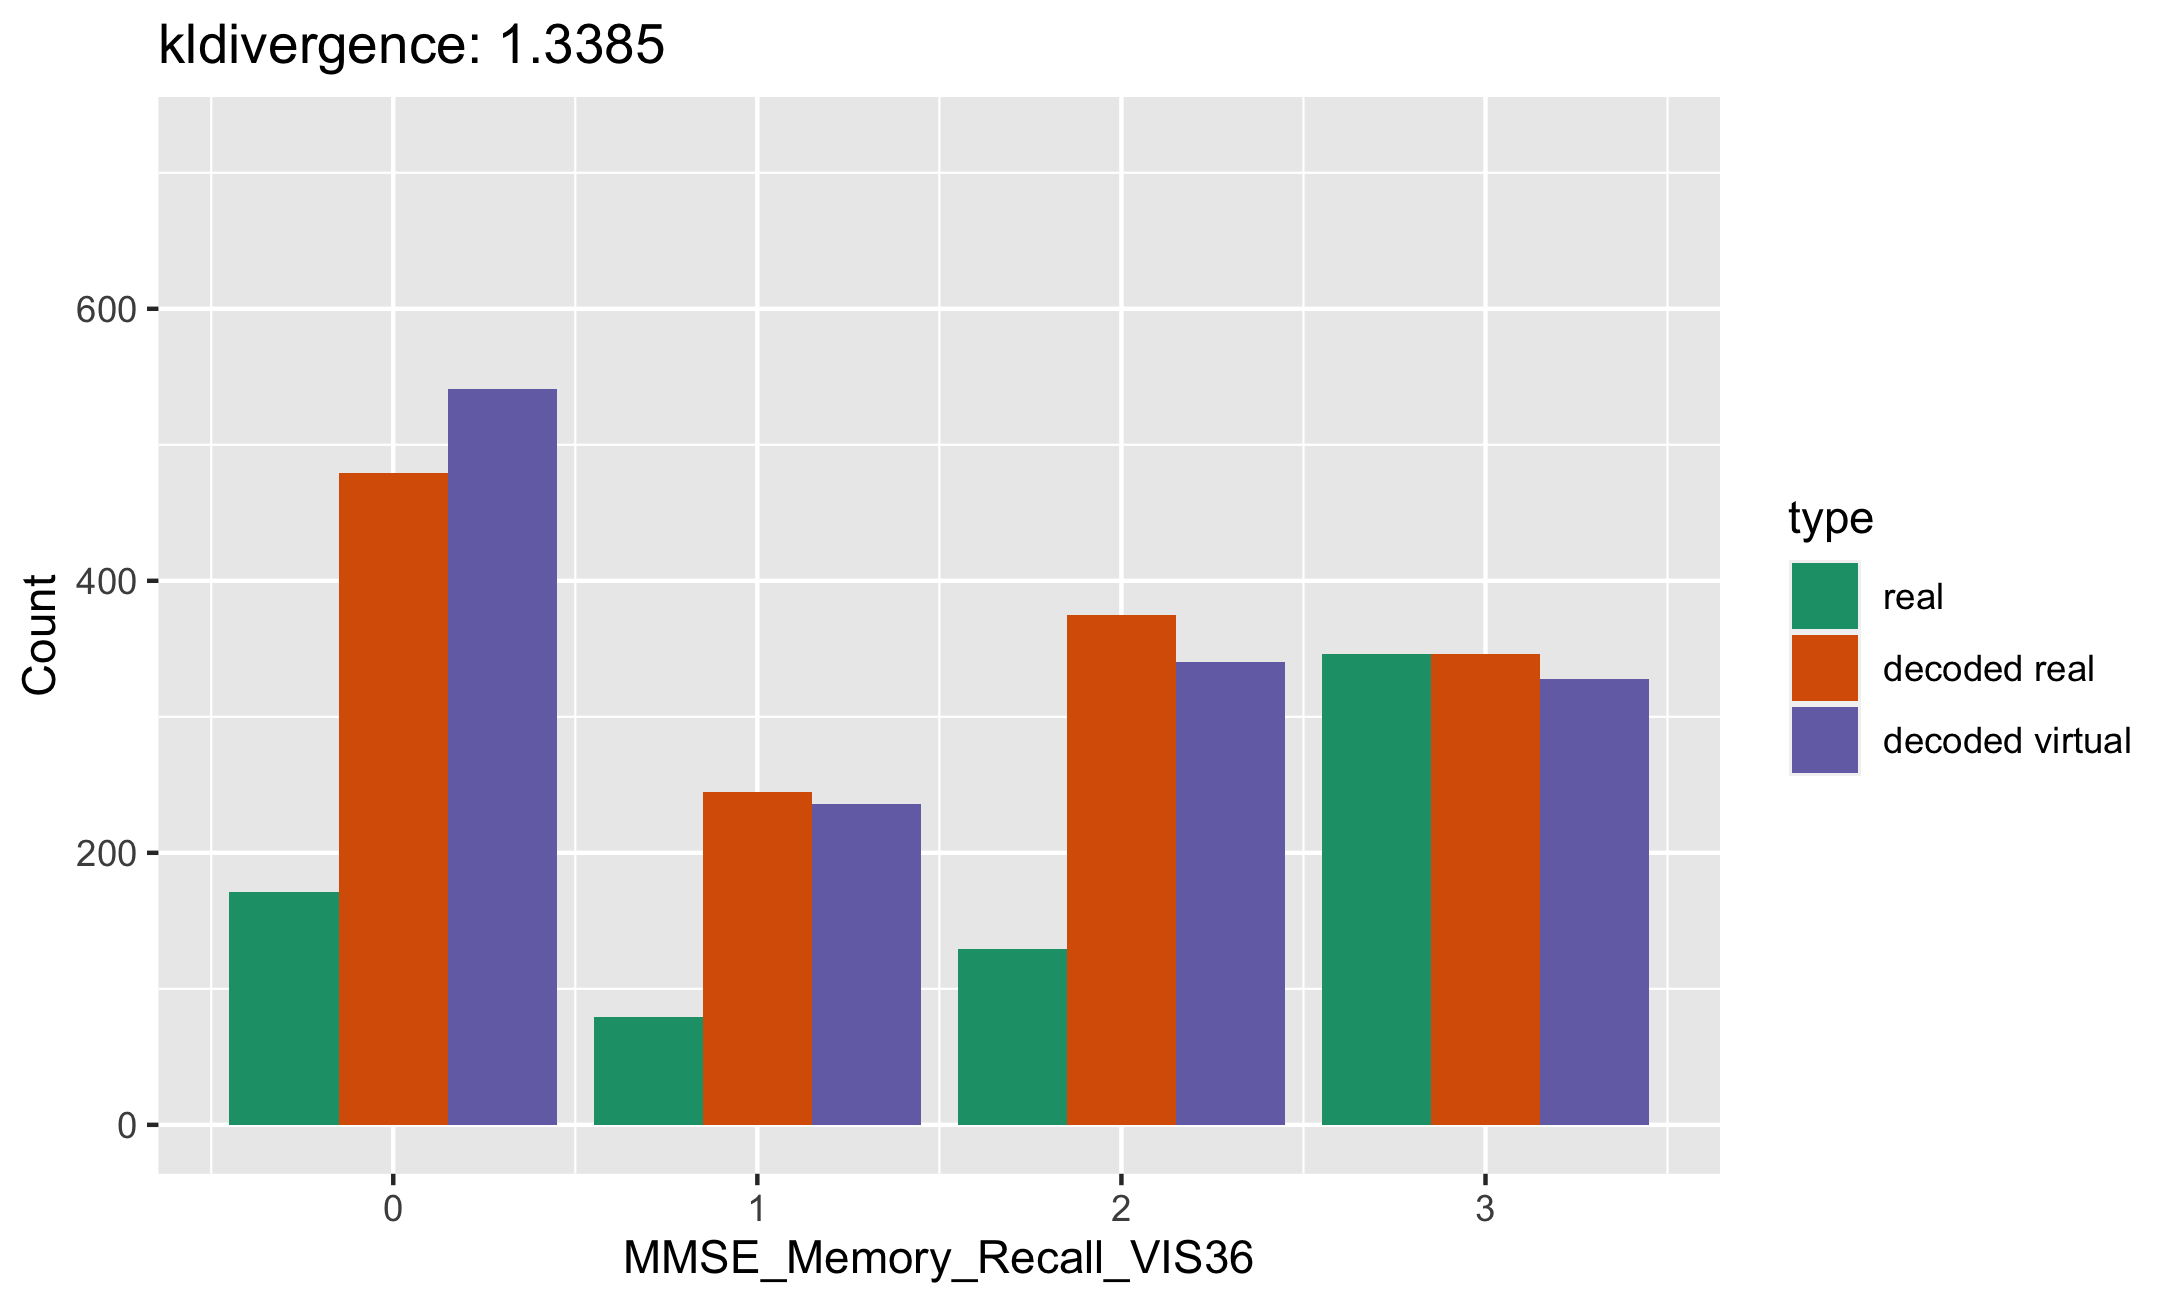 kldivergence: 1.3385
600
400
200
0
Count
0 1 2 3
MMSE_Memory_Recall_VIS36
type
real
decoded real
decoded virtual